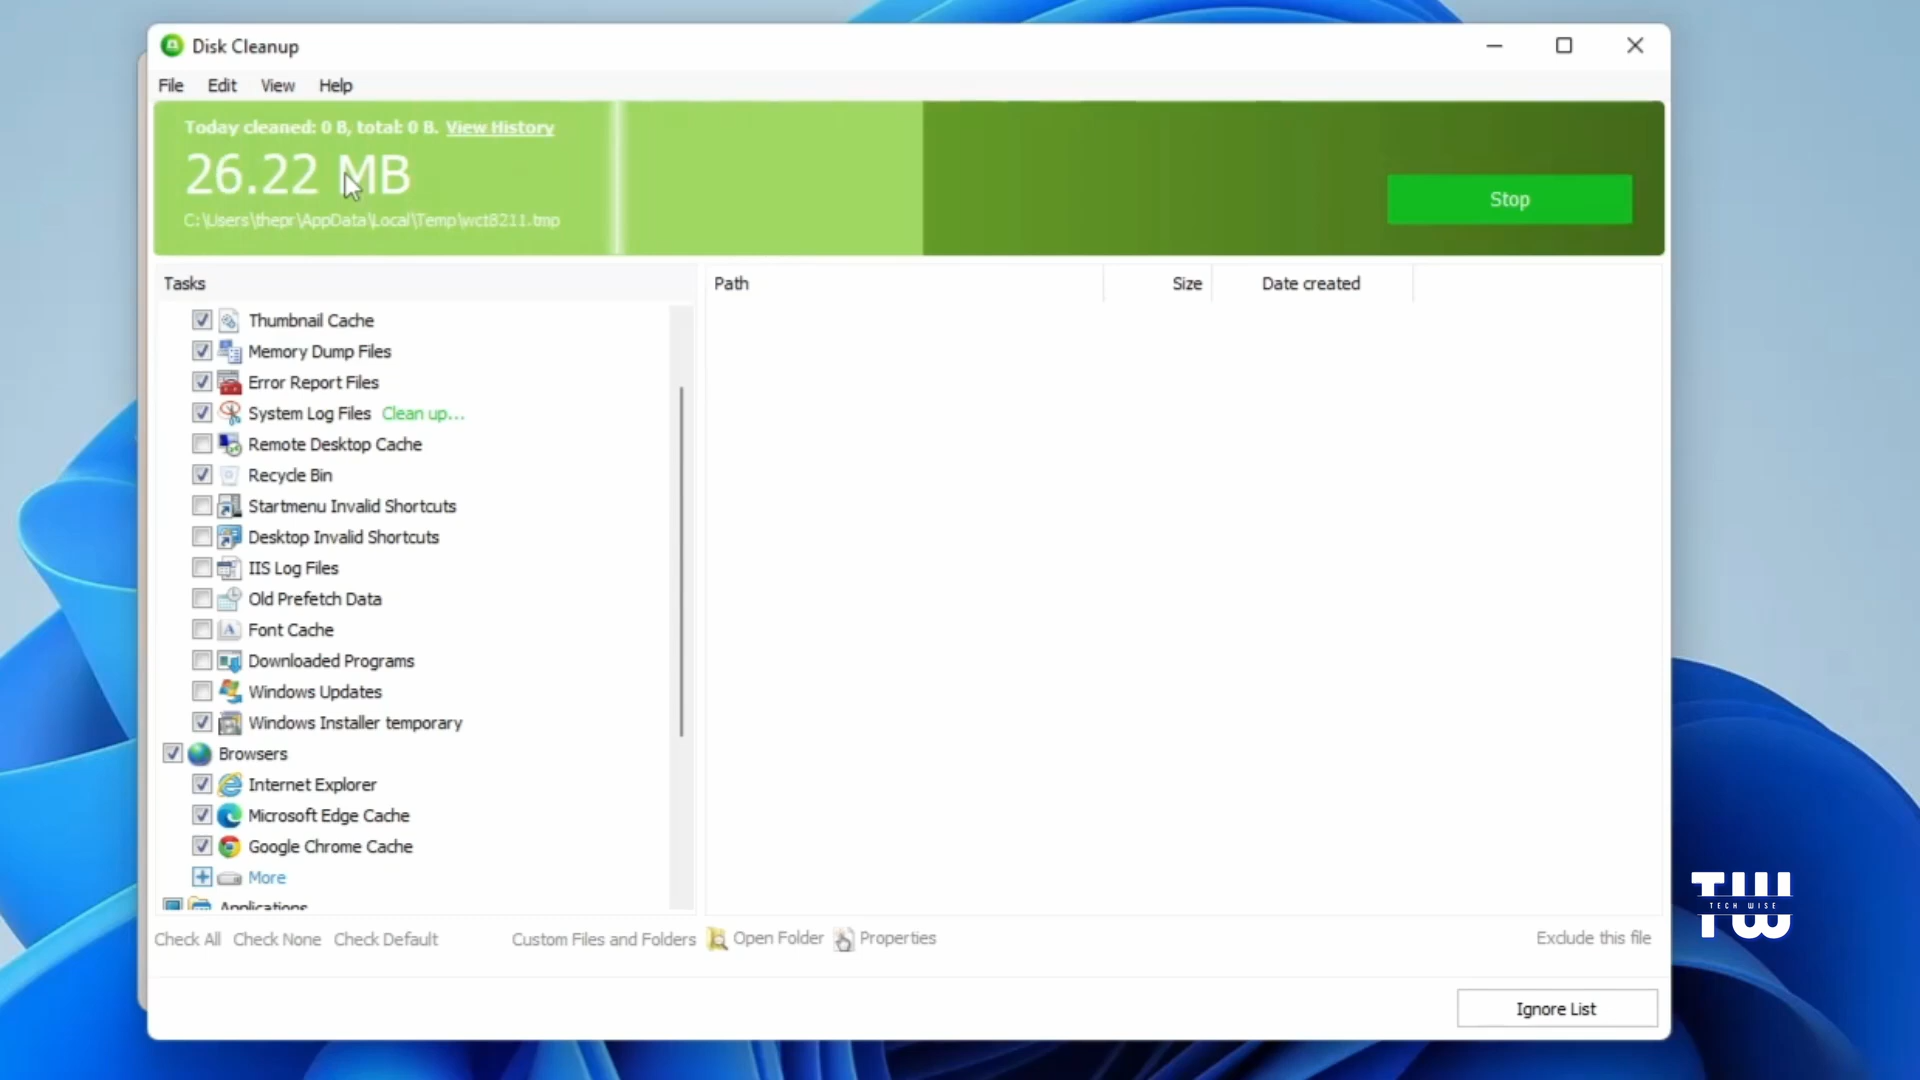 Disk Cleanup
File Edit View Help
Today cleaned: 0 B, total: 0 B. View History
26.22 MB
C:\Users\thepr\AppData\Local\Temp\wct8211.tmp
Stop
Tasks
Path Size Date created
Thumbnail Cache
Memory Dump Files
Error Report Files
System Log Files Clean up...
Remote Desktop Cache
Recycle Bin
Startmenu Invalid Shortcuts
Desktop Invalid Shortcuts
IIS Log Files
Old Prefetch Data
Font Cache
Downloaded Programs
Windows Updates
Windows Installer temporary
Browsers
Internet Explorer
Microsoft Edge Cache
Google Chrome Cache
More
Applications
Check All Check None Check Default Custom Files and Folders Open Folder Properties Exclude this file
Ignore List
TW
TECH WISE